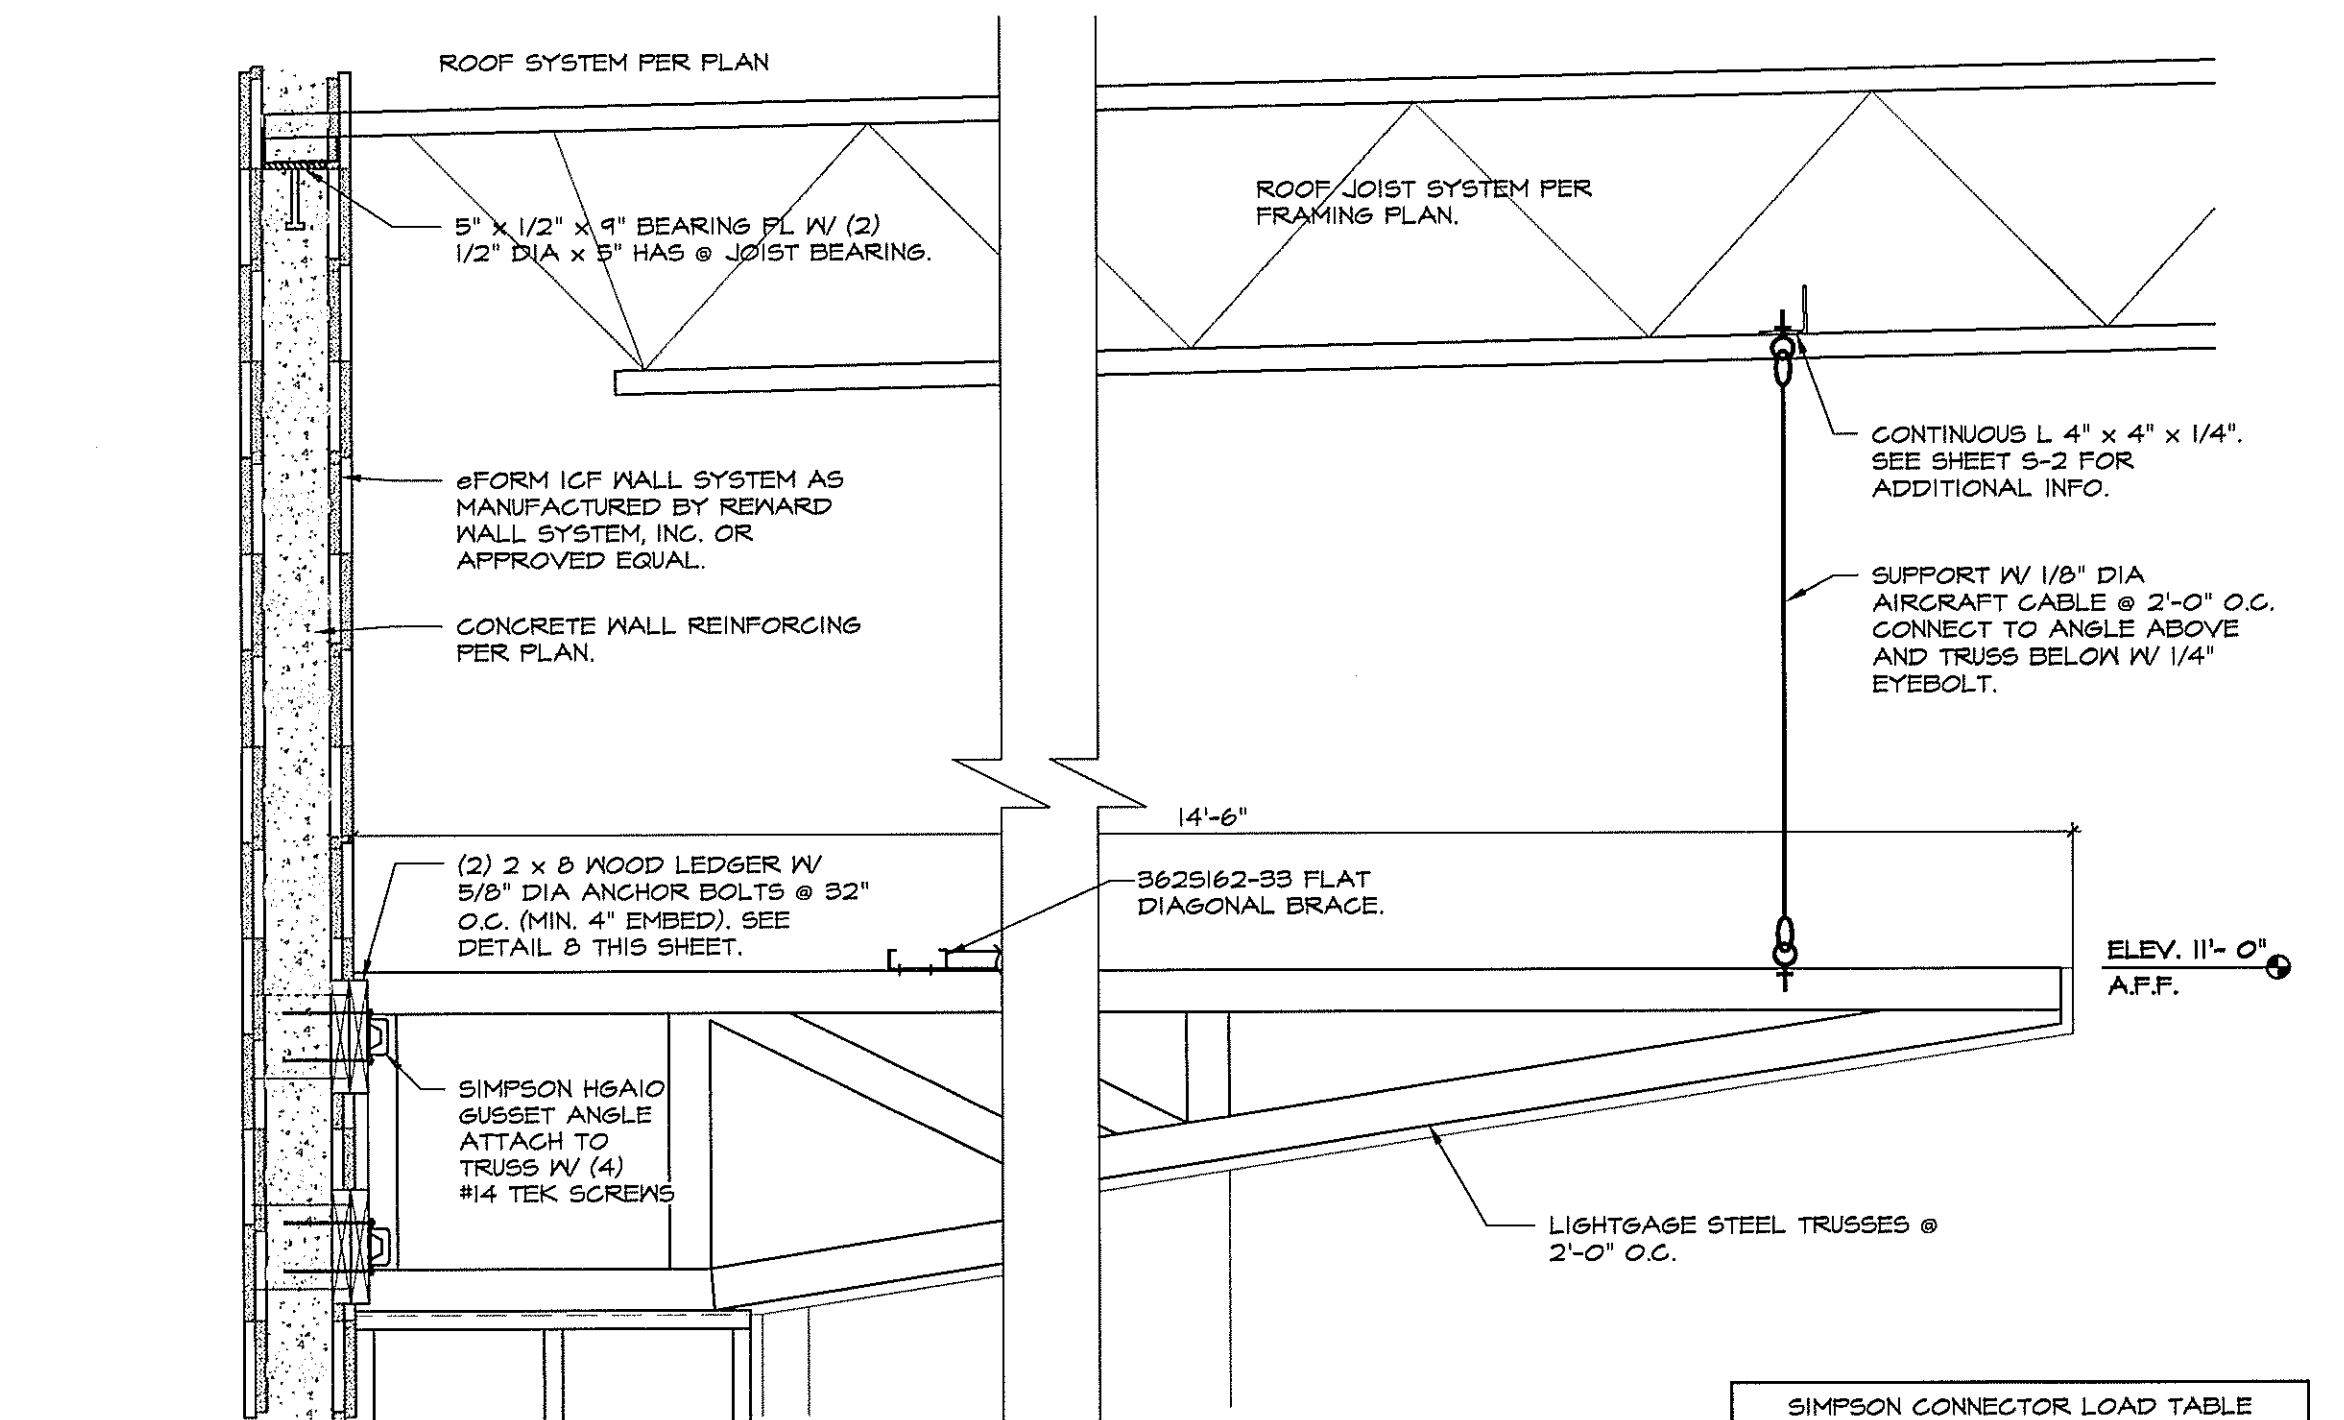 ROOF SYSTEM PER PLAN
5" x 1/2" x 9" BEARING PL W/ (2)
1/2" DIA x 5" HAS @ JOIST BEARING.
ROOF JOIST SYSTEM PER
FRAMING PLAN.
eFORM ICF WALL SYSTEM AS
MANUFACTURED BY REWARD
WALL SYSTEM, INC. OR
APPROVED EQUAL.
CONCRETE WALL REINFORCING
PER PLAN.
CONTINUOUS L 4" x 4" x 1/4".
SEE SHEET S-2 FOR
ADDITIONAL INFO.
SUPPORT W/ 1/8" DIA
AIRCRAFT CABLE @ 2'-0" O.C.
CONNECT TO ANGLE ABOVE
AND TRUSS BELOW W/ 1/4"
EYEBOLT.
14'-6"
(2) 2 x 8 WOOD LEDGER W/
5/8" DIA ANCHOR BOLTS @ 32"
O.C. (MIN. 4" EMBED). SEE
DETAIL 8 THIS SHEET.
362S162-33 FLAT
DIAGONAL BRACE.
ELEV. 11'- 0"
A.F.F.
SIMPSON HGA10
GUSSET ANGLE
ATTACH TO
TRUSS W/ (4)
#14 TEK SCREWS
LIGHTGAGE STEEL TRUSSES @
2'-0" O.C.
SIMPSON CONNECTOR LOAD TABLE